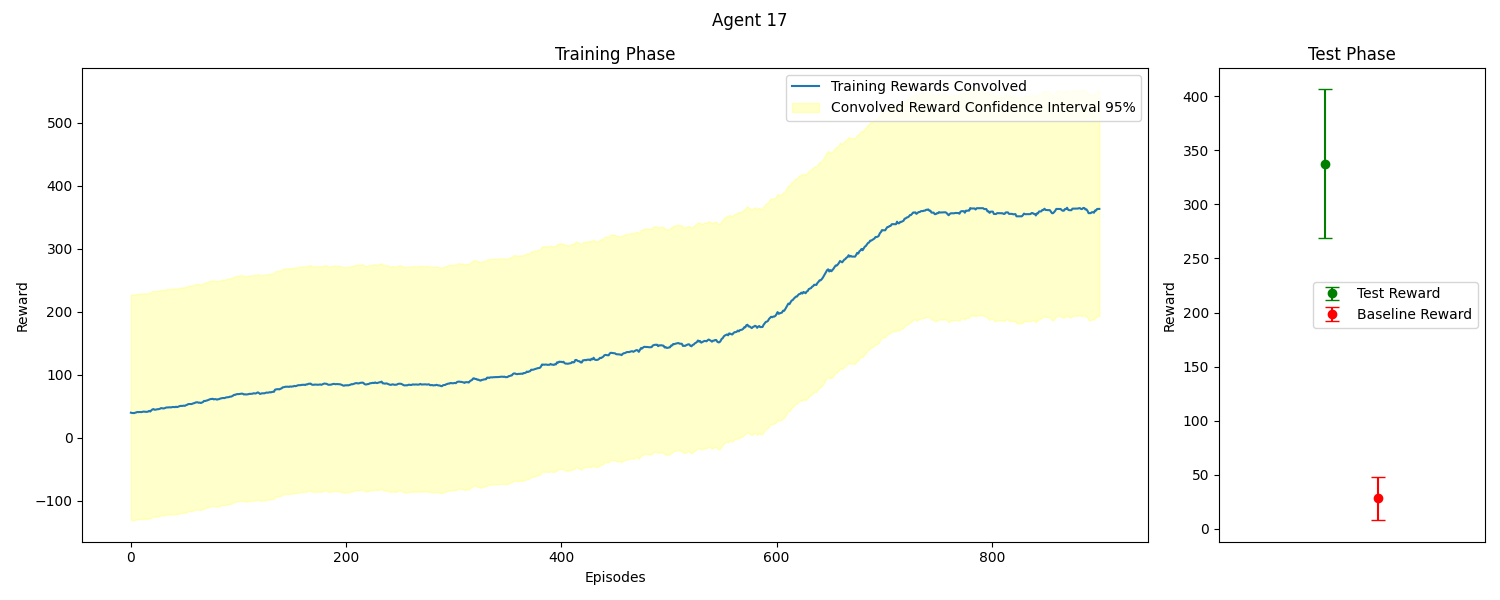 Agent 17
Training Phase
Training Rewards Convolved
Convolved Reward Confidence Interval 95%
500
400
300
200
100
0
−100
Reward
0 200 400 600 800
Episodes
Test Phase
400
350
300
250
200
150
100
50
0
Reward
Test Reward
Baseline Reward